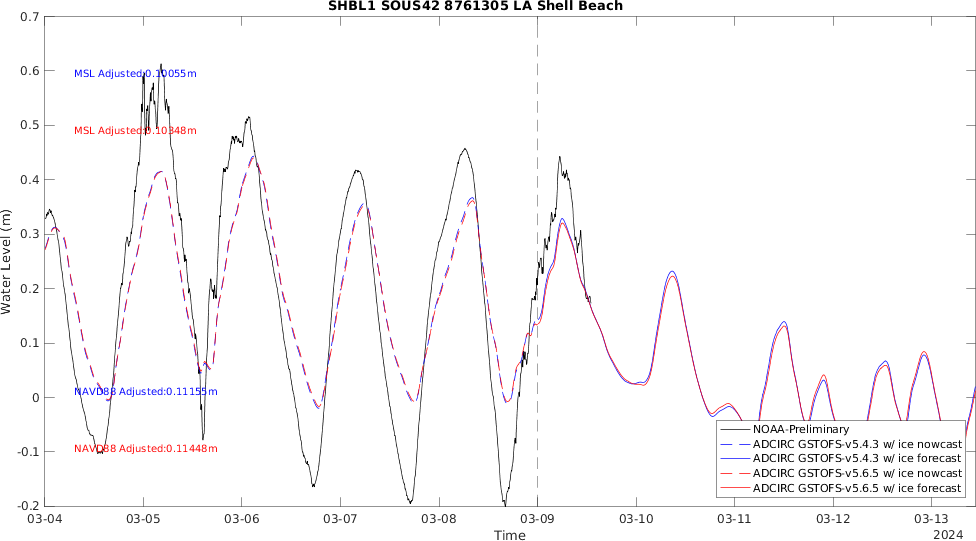 SHBL1 SOUS42 8761305 LA Shell Beach
0.7
0.6
0.5
0.4
0.3
0.2
0.1
0
-0.1
-0.2
Water Level (m)
MSL Adjusted:0.10055m
MSL Adjusted:0.10348m
NAVD88 Adjusted:0.11155m
NAVD88 Adjusted:0.11448m
NOAA-Preliminary
ADCIRC GSTOFS-v5.4.3 w/ ice nowcast
ADCIRC GSTOFS-v5.4.3 w/ ice forecast
ADCIRC GSTOFS-v5.6.5 w/ ice nowcast
ADCIRC GSTOFS-v5.6.5 w/ ice forecast
03-04 03-05 03-06 03-07 03-08 03-09 03-10 03-11 03-12 03-13
Time
2024